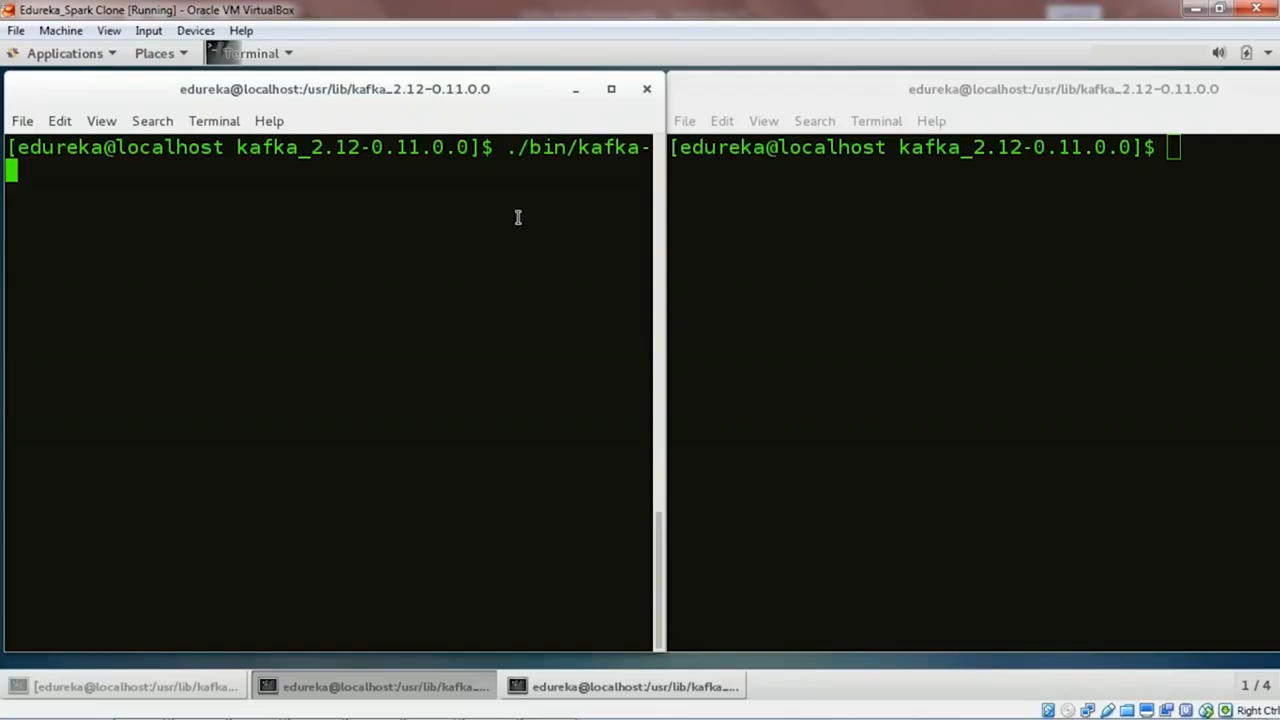 Edureka_Spark Clone [Running] - Oracle VM VirtualBox
File Machine View Input Devices Help
Applications Places Terminal
edureka@localhost:/usr/lib/kafka_2.12-0.11.0.0
File Edit View Search Terminal Help
[edureka@localhost kafka_2.12-0.11.0.0]$ ./bin/kafka-
edureka@localhost:/usr/lib/kafka_2.12-0.11.0.0
File Edit View Search Terminal Help
[edureka@localhost kafka_2.12-0.11.0.0]$
[edureka@localhost:/usr/lib/kafka... edureka@localhost:/usr/lib/kafka_... edureka@localhost:/usr/lib/kafka_... 1 / 4
Right Ctrl